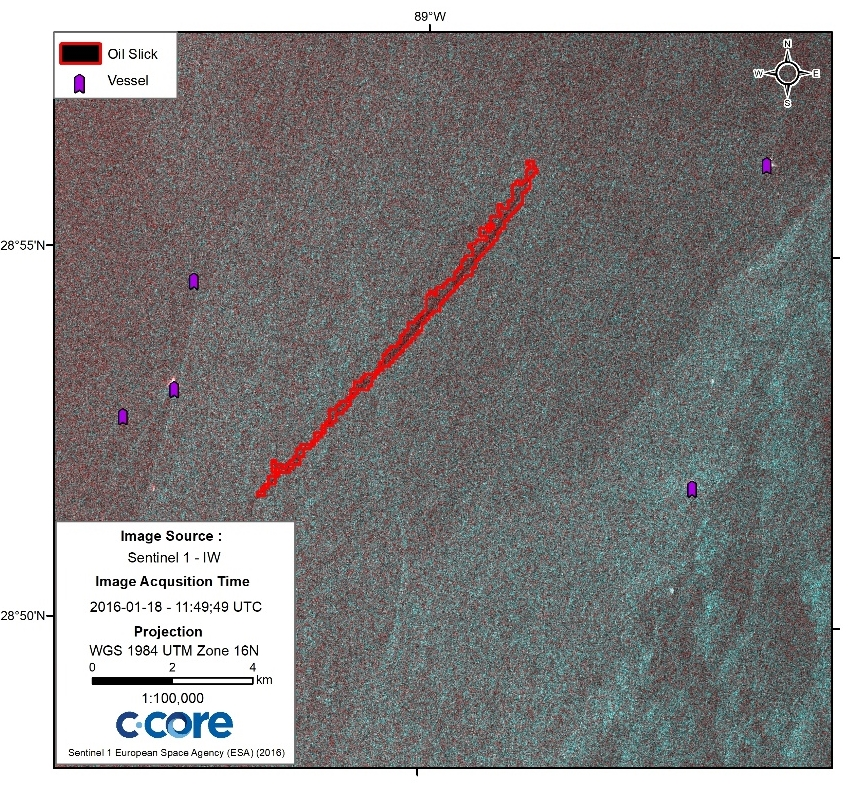 89°W
Oil Slick
Vessel
N
W E
S
28°55'N
28°50'N
Image Source :
Sentinel 1 - IW
Image Acqusition Time
2016-01-18 - 11:49;49 UTC
Projection
WGS 1984 UTM Zone 16N
0 2 4
km
1:100,000
c·core
Sentinel 1 European Space Agency (ESA) (2016)